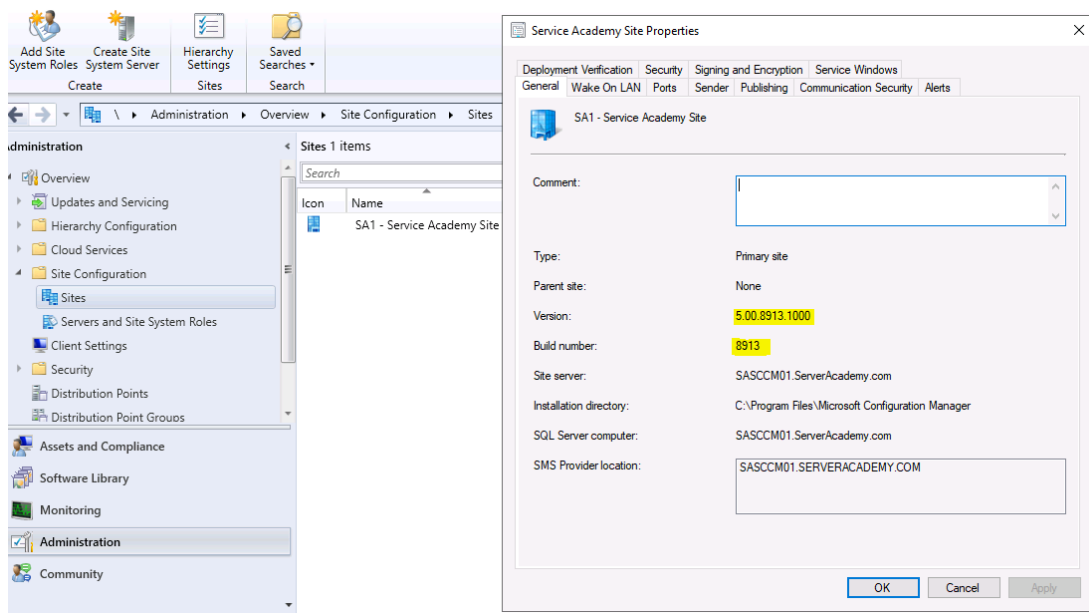 Add Site System Roles
Create Site System Server
Hierarchy Settings
Saved Searches
Create
Sites
Search
\ Administration Overview Site Configuration Sites
Administration
Overview
Updates and Servicing
Hierarchy Configuration
Cloud Services
Site Configuration
Sites
Servers and Site System Roles
Client Settings
Security
Distribution Points
Distribution Point Groups
Assets and Compliance
Software Library
Monitoring
Administration
Community
Sites 1 items
Search
Icon Name
SA1 - Service Academy Site
Service Academy Site Properties
Deployment Verification Security Signing and Encryption Service Windows
General Wake On LAN Ports Sender Publishing Communication Security Alerts
SA1 - Service Academy Site
Comment:
Type: Primary site
Parent site: None
Version: 5.00.8913.1000
Build number: 8913
Site server: SASCCM01.ServerAcademy.com
Installation directory: C:\Program Files\Microsoft Configuration Manager
SQL Server computer: SASCCM01.ServerAcademy.com
SMS Provider location: SASCCM01.SERVERACADEMY.COM
OK Cancel Apply